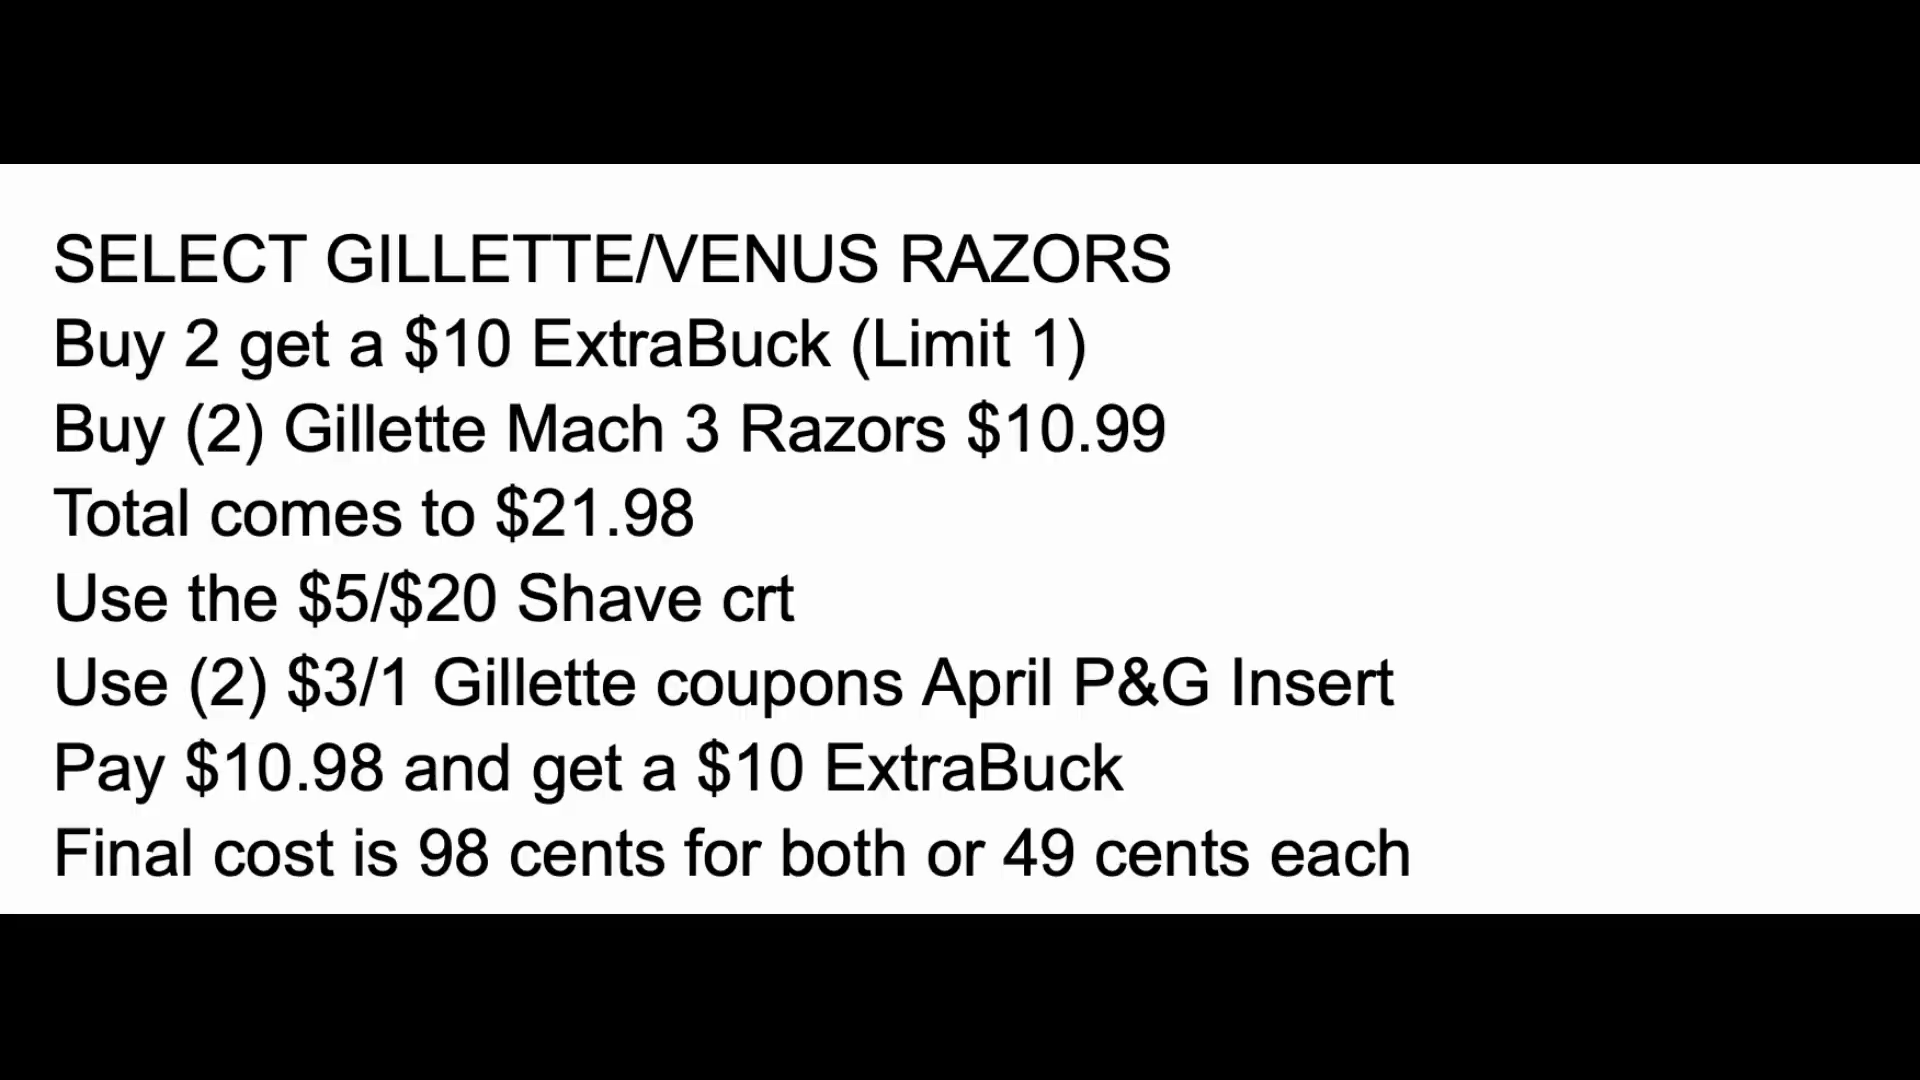 SELECT GILLETTE/VENUS RAZORS
Buy 2 get a $10 ExtraBuck (Limit 1)
Buy (2) Gillette Mach 3 Razors $10.99
Total comes to $21.98
Use the $5/$20 Shave crt
Use (2) $3/1 Gillette coupons April P&G Insert
Pay $10.98 and get a $10 ExtraBuck
Final cost is 98 cents for both or 49 cents each